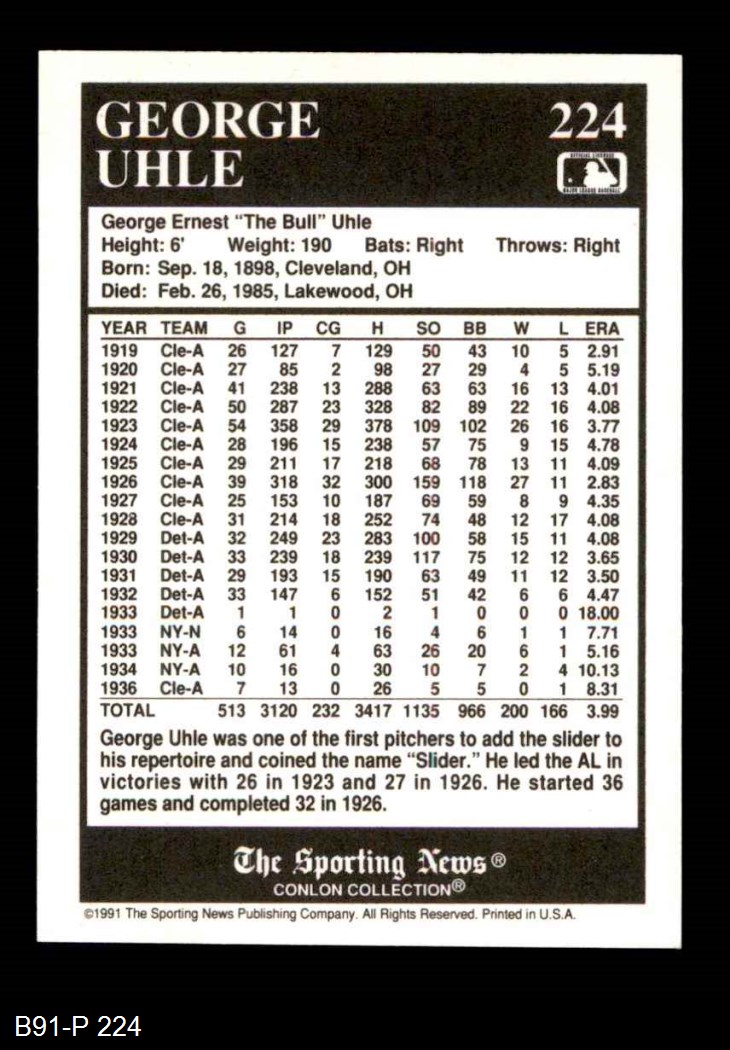 GEORGE 224
UHLE
OFFICIAL LICENSEE
MAJOR LEAGUE BASEBALL
George Ernest “The Bull” Uhle
Height: 6' Weight: 190 Bats: Right Throws: Right
Born: Sep. 18, 1898, Cleveland, OH
Died: Feb. 26, 1985, Lakewood, OH
YEAR TEAM G IP CG H SO BB W L ERA
1919 Cle-A 26 127 7 129 50 43 10 5 2.91
1920 Cle-A 27 85 2 98 27 29 4 5 5.19
1921 Cle-A 41 238 13 288 63 63 16 13 4.01
1922 Cle-A 50 287 23 328 82 89 22 16 4.08
1923 Cle-A 54 358 29 378 109 102 26 16 3.77
1924 Cle-A 28 196 15 238 57 75 9 15 4.78
1925 Cle-A 29 211 17 218 68 78 13 11 4.09
1926 Cle-A 39 318 32 300 159 118 27 11 2.83
1927 Cle-A 25 153 10 187 69 59 8 9 4.35
1928 Cle-A 31 214 18 252 74 48 12 17 4.08
1929 Det-A 32 249 23 283 100 58 15 11 4.08
1930 Det-A 33 239 18 239 117 75 12 12 3.65
1931 Det-A 29 193 15 190 63 49 11 12 3.50
1932 Det-A 33 147 6 152 51 42 6 6 4.47
1933 Det-A 1 1 0 2 1 0 0 0 18.00
1933 NY-N 6 14 0 16 4 6 1 1 7.71
1933 NY-A 12 61 4 63 26 20 6 1 5.16
1934 NY-A 10 16 0 30 10 7 2 4 10.13
1936 Cle-A 7 13 0 26 5 5 0 1 8.31
TOTAL 513 3120 232 3417 1135 966 200 166 3.99
George Uhle was one of the first pitchers to add the slider to
his repertoire and coined the name “Slider.” He led the AL in
victories with 26 in 1923 and 27 in 1926. He started 36
games and completed 32 in 1926.
The Sporting News®
CONLON COLLECTION®
©1991 The Sporting News Publishing Company. All Rights Reserved. Printed in U.S.A.
B91-P 224